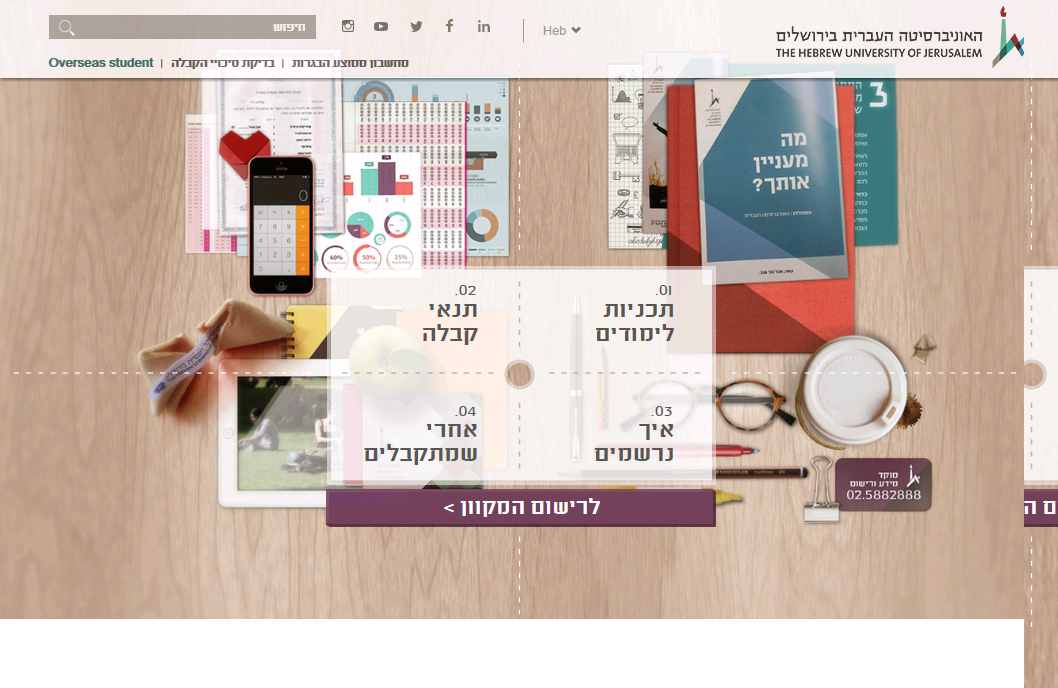 האוניברסיטה העברית בירושלים
THE HEBREW UNIVERSITY OF JERUSALEM
Heb
חיפוש
מחשבון ממוצע הבגרות | בדיקת סיכויי הקבלה | Overseas student
3
מה
מעניין
אותך?
60%
50%
25%
0
01.
תכניות
לימודים
02.
תנאי
קבלה
03.
איך
נרשמים
04.
אחרי
שמתקבלים
לרישום המקוון >
מוקד
מידע ורישום
02.5882888